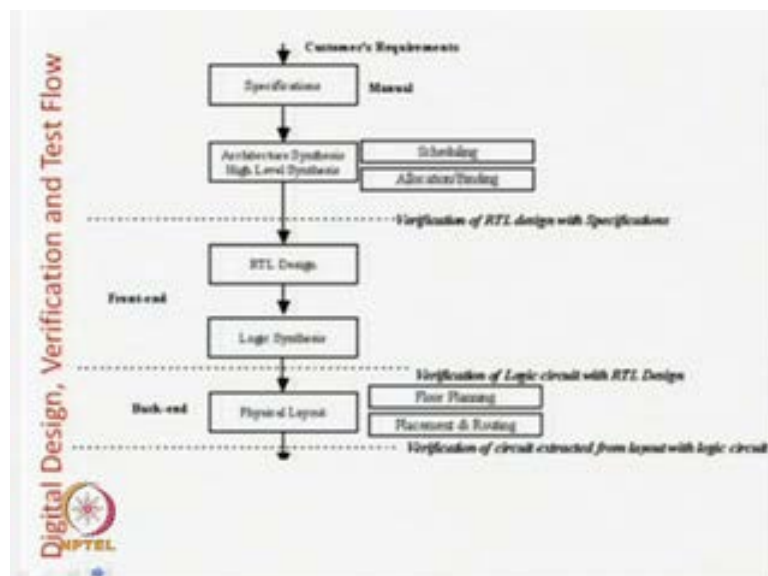 Digital Design, Verification and Test Flow
Customer's Requirements
Specifications
Manual
Architecture Synthesis
High Level Synthesis
Scheduling
Allocation/Binding
Verification of RTL design with Specifications
RTL Design
Front-end
Logic Synthesis
Verification of Logic circuit with RTL Design
Back-end
Physical Layout
Floor Planning
Placement & Routing
Verification of circuit extracted from layout with logic circuit
NPTEL